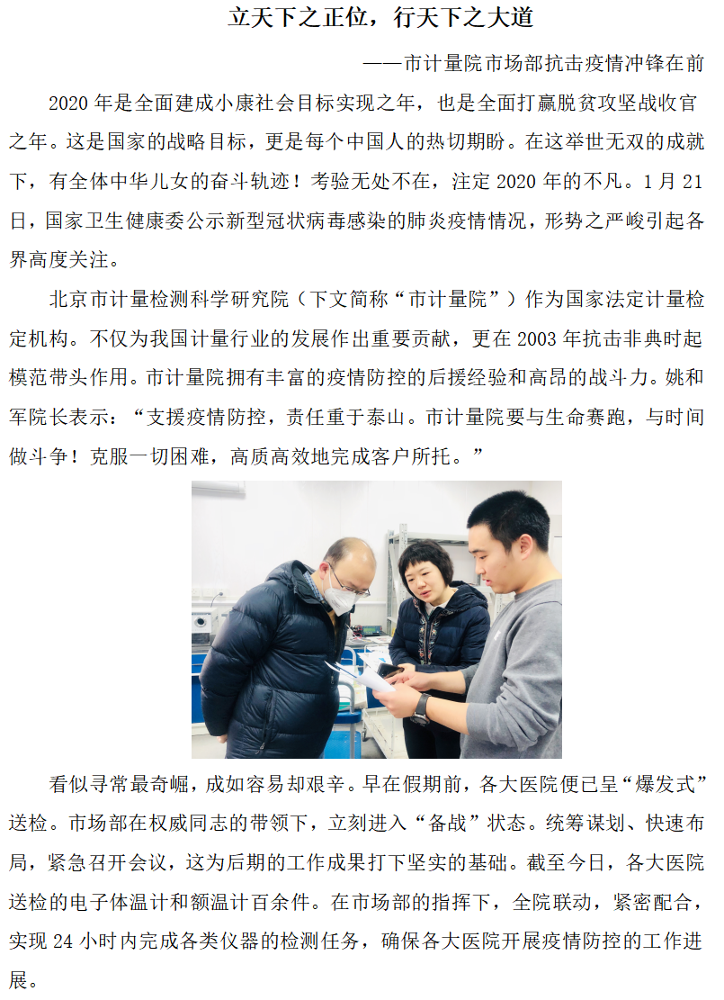 立天下之正位，行天下之大道
——市计量院市场部抗击疫情冲锋在前
2020 年是全面建成小康社会目标实现之年，也是全面打赢脱贫攻坚战收官
之年。这是国家的战略目标，更是每个中国人的热切期盼。在这举世无双的成就
下，有全体中华儿女的奋斗轨迹！考验无处不在，注定 2020 年的不凡。1 月 21
日，国家卫生健康委公示新型冠状病毒感染的肺炎疫情情况，形势之严峻引起各
界高度关注。
北京市计量检测科学研究院（下文简称“市计量院”）作为国家法定计量检
定机构。不仅为我国计量行业的发展作出重要贡献，更在 2003 年抗击非典时起
模范带头作用。市计量院拥有丰富的疫情防控的后援经验和高昂的战斗力。姚和
军院长表示：“支援疫情防控，责任重于泰山。市计量院要与生命赛跑，与时间
做斗争！克服一切困难，高质高效地完成客户所托。”
看似寻常最奇崛，成如容易却艰辛。早在假期前，各大医院便已呈“爆发式”
送检。市场部在权威同志的带领下，立刻进入“备战”状态。统筹谋划、快速布
局，紧急召开会议，这为后期的工作成果打下坚实的基础。截至今日，各大医院
送检的电子体温计和额温计百余件。在市场部的指挥下，全院联动，紧密配合，
实现 24 小时内完成各类仪器的检测任务，确保各大医院开展疫情防控的工作进
展。